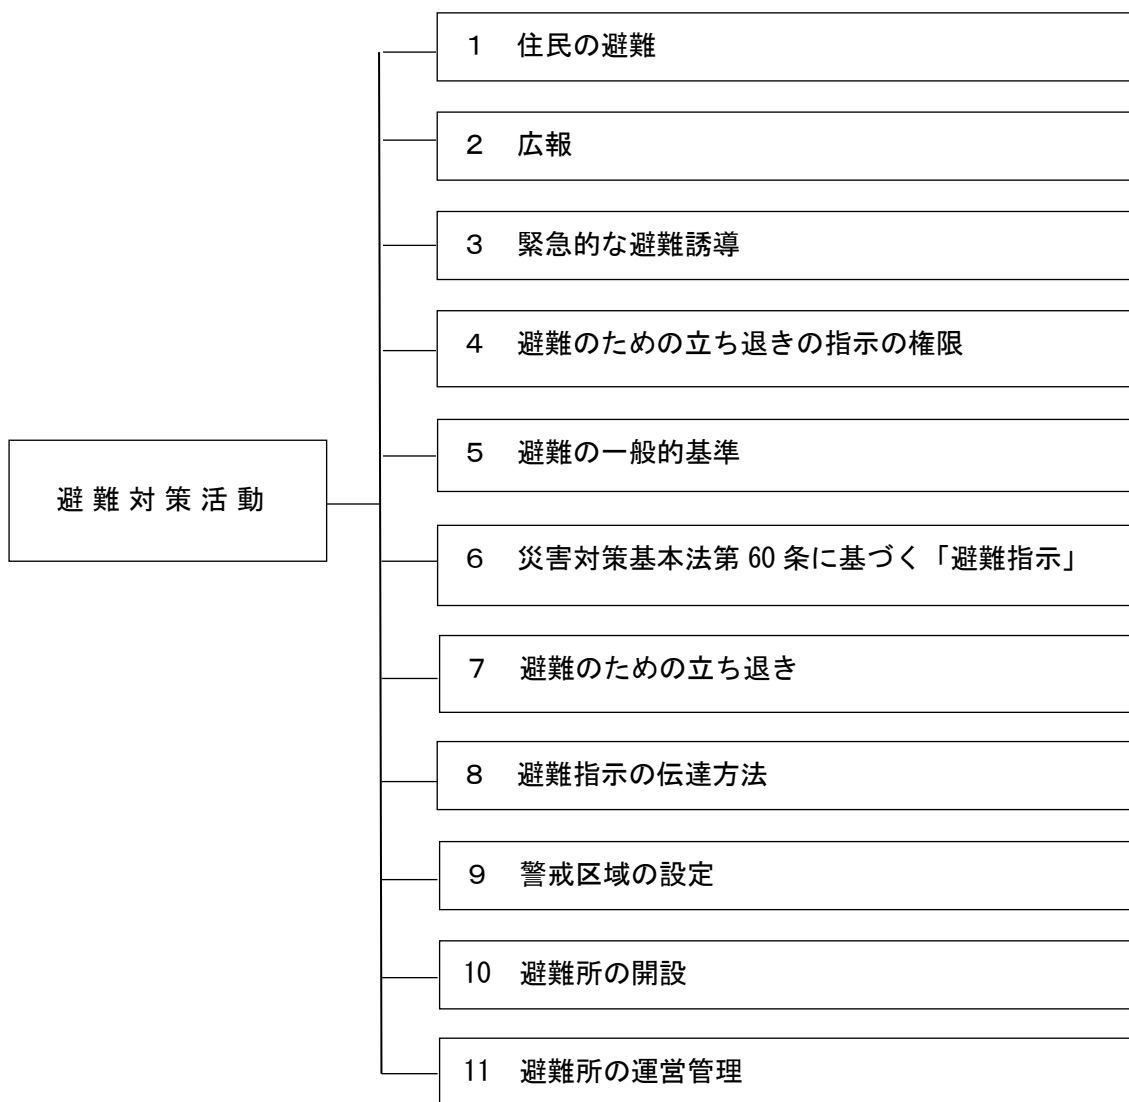 1 住民の避難
2 広報
3 緊急的な避難誘導
4 避難のための立ち退きの指示の権限
5 避難の一般的基準
避難対策活動
6 災害対策基本法第60条に基づく「避難指示」
7 避難のための立ち退き
8 避難指示の伝達方法
9 警戒区域の設定
10 避難所の開設
11 避難所の運営管理